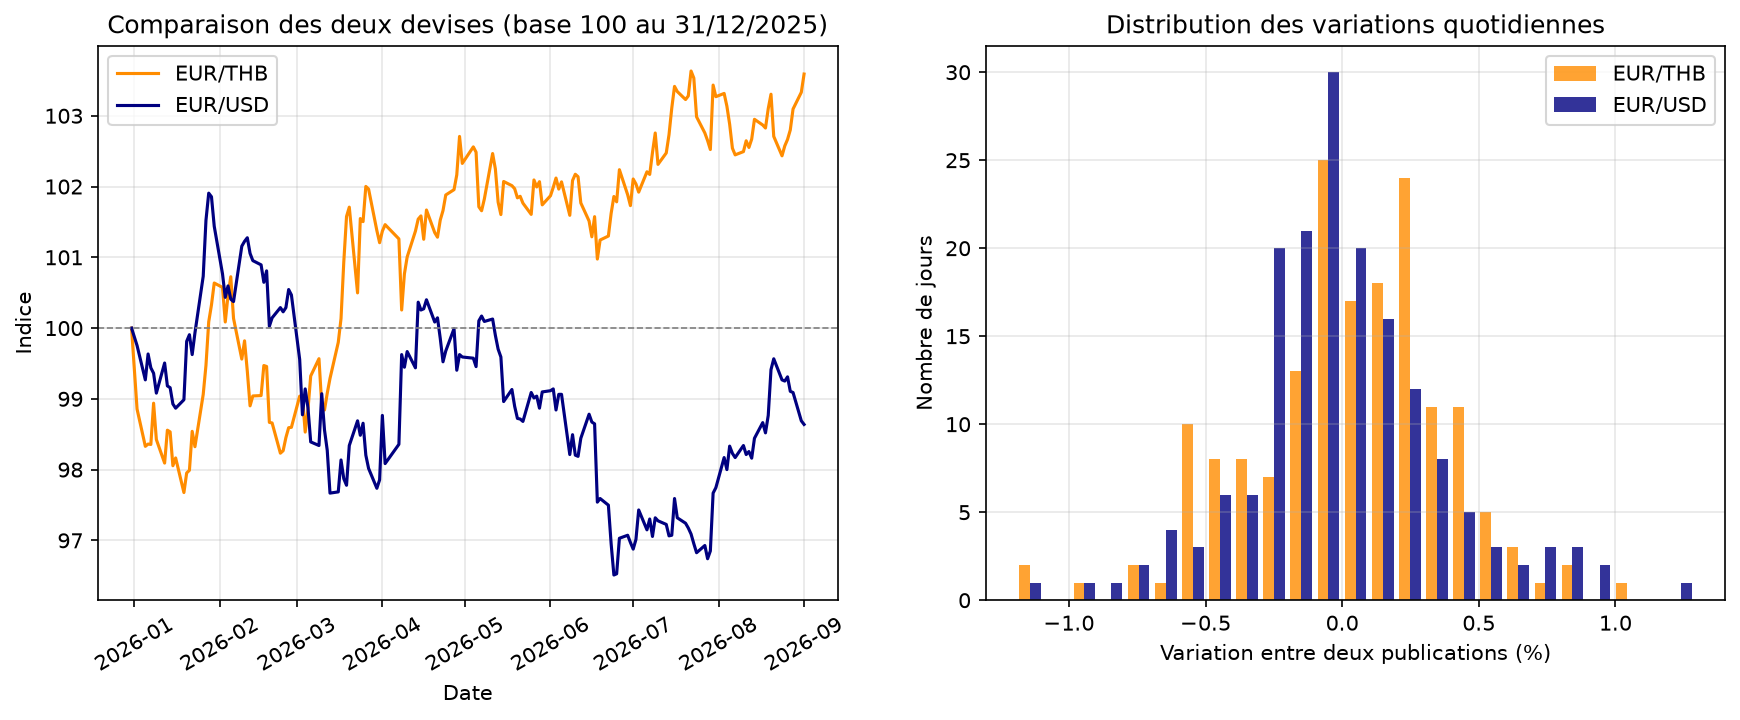 Comparaison des deux devises (base 100 au 31/12/2025)
EUR/THB
EUR/USD
103
102
101
100
99
98
97
Indice
2026-01
2026-02
2026-03
2026-04
2026-05
2026-06
2026-07
2026-08
2026-09
Date
Distribution des variations quotidiennes
EUR/THB
EUR/USD
30
25
20
15
10
5
0
Nombre de jours
−1.0
−0.5
0.0
0.5
1.0
Variation entre deux publications (%)